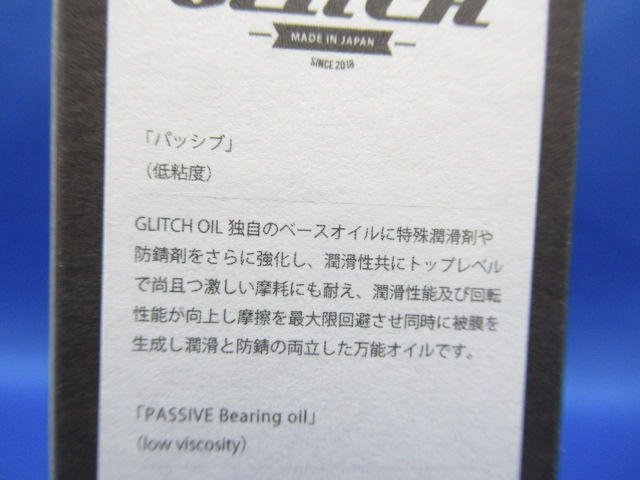 GLITCH
MADE IN JAPAN
SINCE 2018
「パッシブ」
（低粘度）
GLITCH OIL 独自のベースオイルに特殊潤滑剤や
防錆剤をさらに強化し、潤滑性共にトップレベル
で尚且つ激しい摩耗にも耐え、潤滑性能及び回転
性能が向上し摩擦を最大限回避させ同時に被膜を
生成し潤滑と防錆の両立した万能オイルです。
「PASSIVE Bearing oil」
（low viscosity）